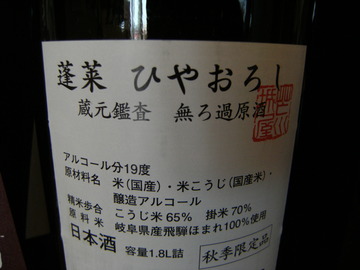 蓬莱 ひやおろし
蔵元鑑査 無ろ過原酒
アルコール分19度
原材料名 米(国産)・米こうじ(国産米)・
醸造アルコール
精米歩合 こうじ米65% 掛米70%
原料米 岐阜県産飛騨ほまれ100%使用
日本酒 容量1.8L詰
秋季限定品